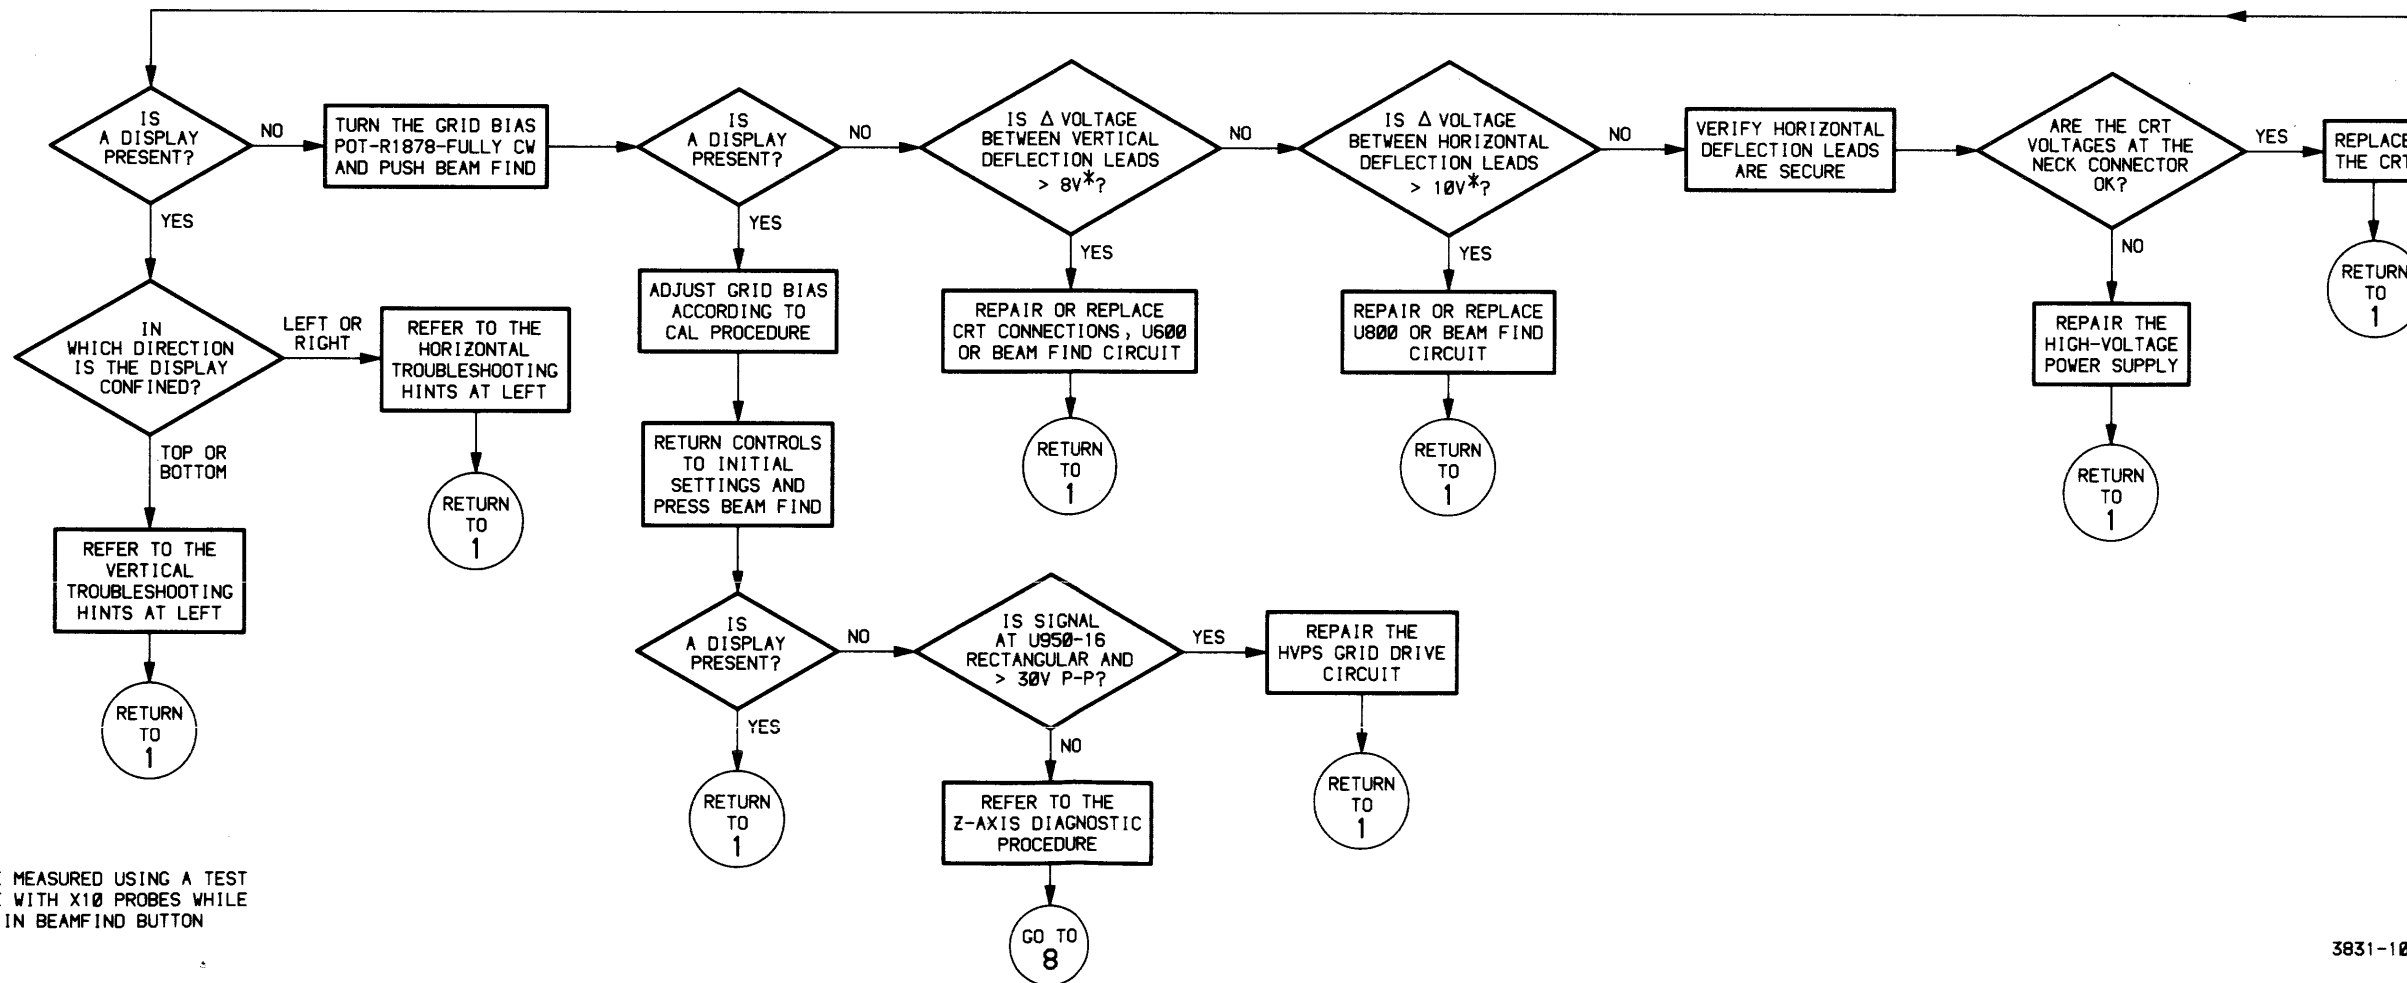 IS
A DISPLAY
PRESENT?
NO
YES
TURN THE GRID BIAS
POT-R1878-FULLY CW
AND PUSH BEAM FIND
IS
A DISPLAY
PRESENT?
NO
YES
IS Δ VOLTAGE
BETWEEN VERTICAL
DEFLECTION LEADS
> 8V*?
NO
YES
IS Δ VOLTAGE
BETWEEN HORIZONTAL
DEFLECTION LEADS
> 10V*?
NO
YES
VERIFY HORIZONTAL
DEFLECTION LEADS
ARE SECURE
ARE THE CRT
VOLTAGES AT THE
NECK CONNECTOR
OK?
YES
NO
REPLACE
THE CRT
RETURN
TO
1
IN
WHICH DIRECTION
IS THE DISPLAY
CONFINED?
LEFT OR
RIGHT
TOP OR
BOTTOM
REFER TO THE
HORIZONTAL
TROUBLESHOOTING
HINTS AT LEFT
RETURN
TO
1
REFER TO THE
VERTICAL
TROUBLESHOOTING
HINTS AT LEFT
RETURN
TO
1
ADJUST GRID BIAS
ACCORDING TO
CAL PROCEDURE
RETURN CONTROLS
TO INITIAL
SETTINGS AND
PRESS BEAM FIND
IS
A DISPLAY
PRESENT?
NO
YES
RETURN
TO
1
IS SIGNAL
AT U950-16
RECTANGULAR AND
> 30V P-P?
YES
NO
REPAIR THE
HVPS GRID DRIVE
CIRCUIT
RETURN
TO
1
REFER TO THE
Z-AXIS DIAGNOSTIC
PROCEDURE
GO TO
8
REPAIR OR REPLACE
CRT CONNECTIONS, U600
OR BEAM FIND CIRCUIT
RETURN
TO
1
REPAIR OR REPLACE
U800 OR BEAM FIND
CIRCUIT
RETURN
TO
1
REPAIR THE
HIGH-VOLTAGE
POWER SUPPLY
RETURN
TO
1
MEASURED USING A TEST
WITH X10 PROBES WHILE
IN BEAMFIND BUTTON
3831-10